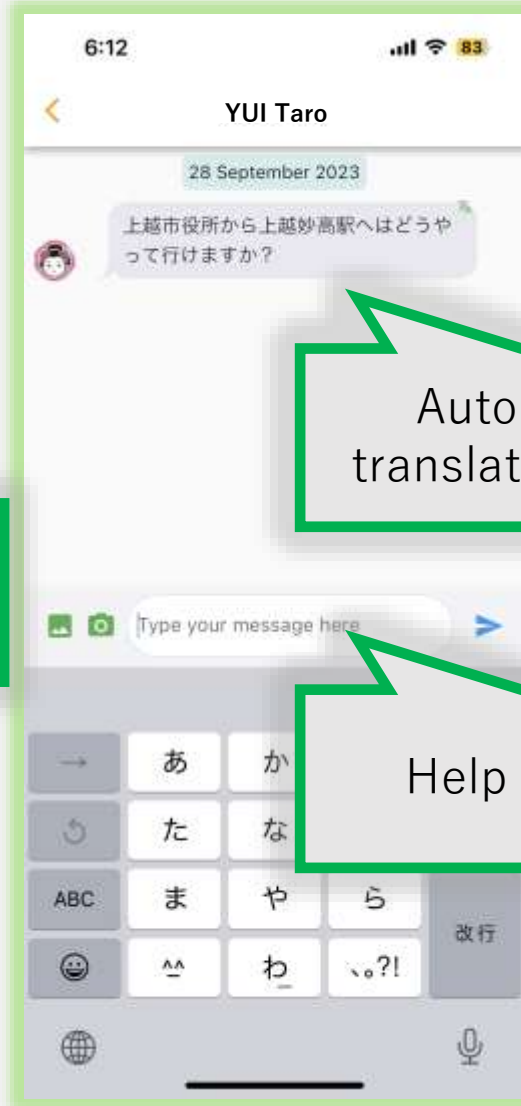 6:12
83
YUI Taro
28 September 2023
上越市役所から上越妙高駅へはどうや
って行けますか？
Auto
translat
Type your message here
Help
→
あ
か
た
な
ABC
ま
や
ら
改行
^^
わ
、。?!